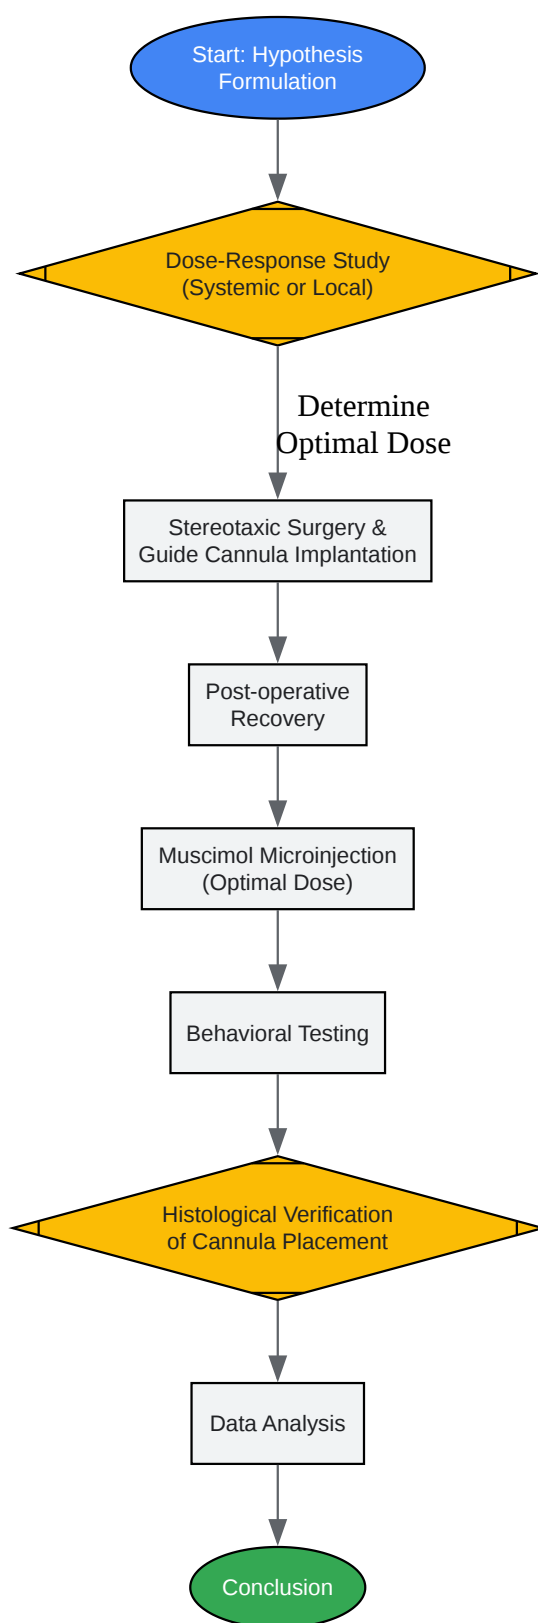 Start: Hypothesis
Formulation
Dose-Response Study
(Systemic or Local)
Determine
Optimal Dose
Stereotaxic Surgery &
Guide Cannula Implantation
Post-operative
Recovery
Muscimol Microinjection
(Optimal Dose)
Behavioral Testing
Histological Verification
of Cannula Placement
Data Analysis
Conclusion